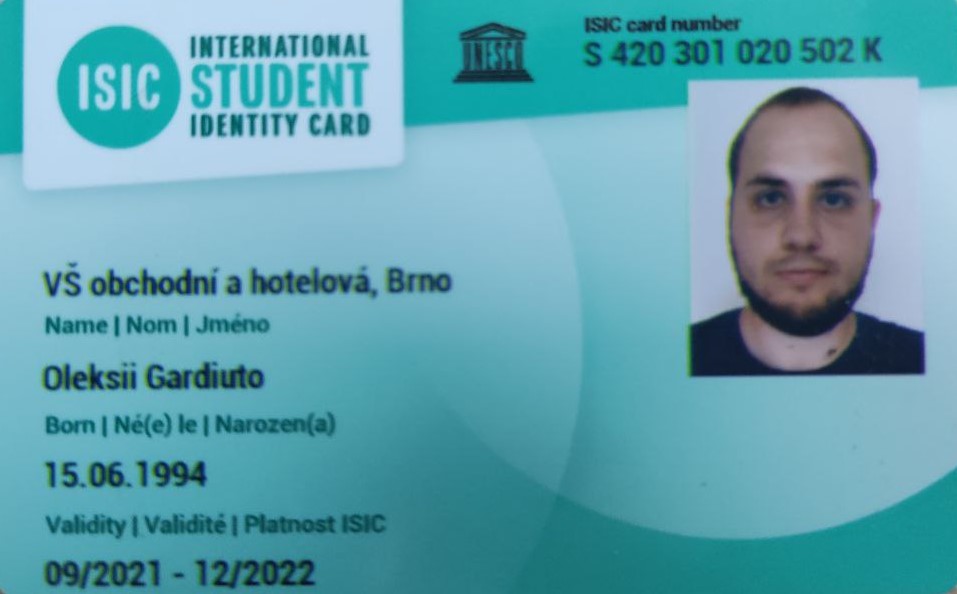 ISIC
INTERNATIONAL
STUDENT
IDENTITY CARD
UNESCO
ISIC card number
S 420 301 020 502 K
VŠ obchodní a hotelová, Brno
Name | Nom | Jméno
Oleksii Gardiuto
Born | Né(e) le | Narozen(a)
15.06.1994
Validity | Validité | Platnost ISIC
09/2021 - 12/2022